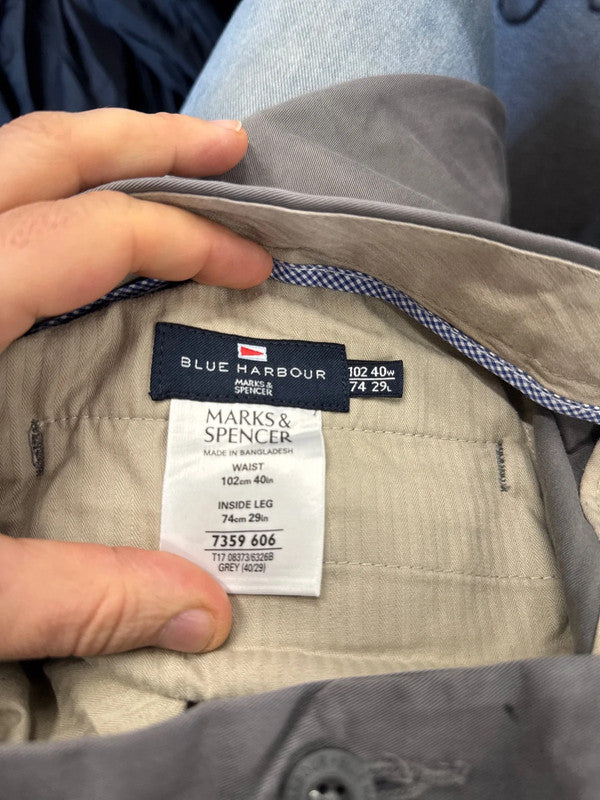 BLUE HARBOUR
MARKS &
SPENCER
102 40W
74 29L
MARKS &
SPENCER
MADE IN BANGLADESH
WAIST
102cm 40in
INSIDE LEG
74cm 29in
7359 606
T17 08373/6326B
GREY (40/29)